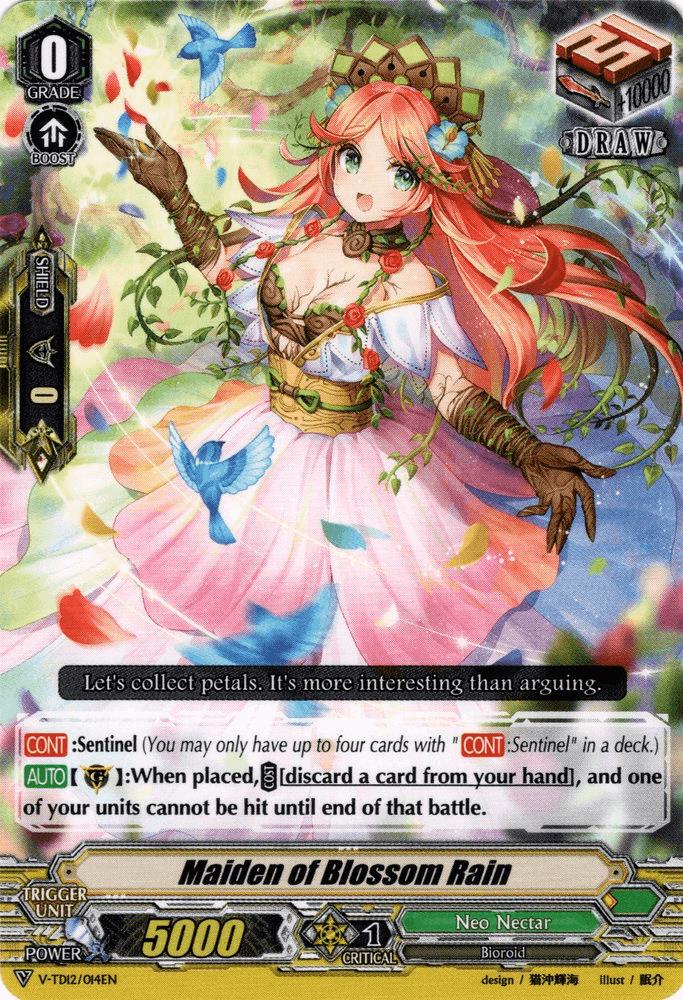 0
GRADE
BOOST
+10000
DRAW
SHIELD
0
Let's collect petals. It's more interesting than arguing.
CONT :Sentinel (You may only have up to four cards with "CONT:Sentinel" in a deck.)
AUTO【G】:When placed, COST [discard a card from your hand], and one
of your units cannot be hit until end of that battle.
Maiden of Blossom Rain
TRIGGER
UNIT
POWER
5000
1
CRITICAL
Neo Nectar
Bioroid
V V-TD12/014EN
design / 猫沖輝海 illust / 眠介